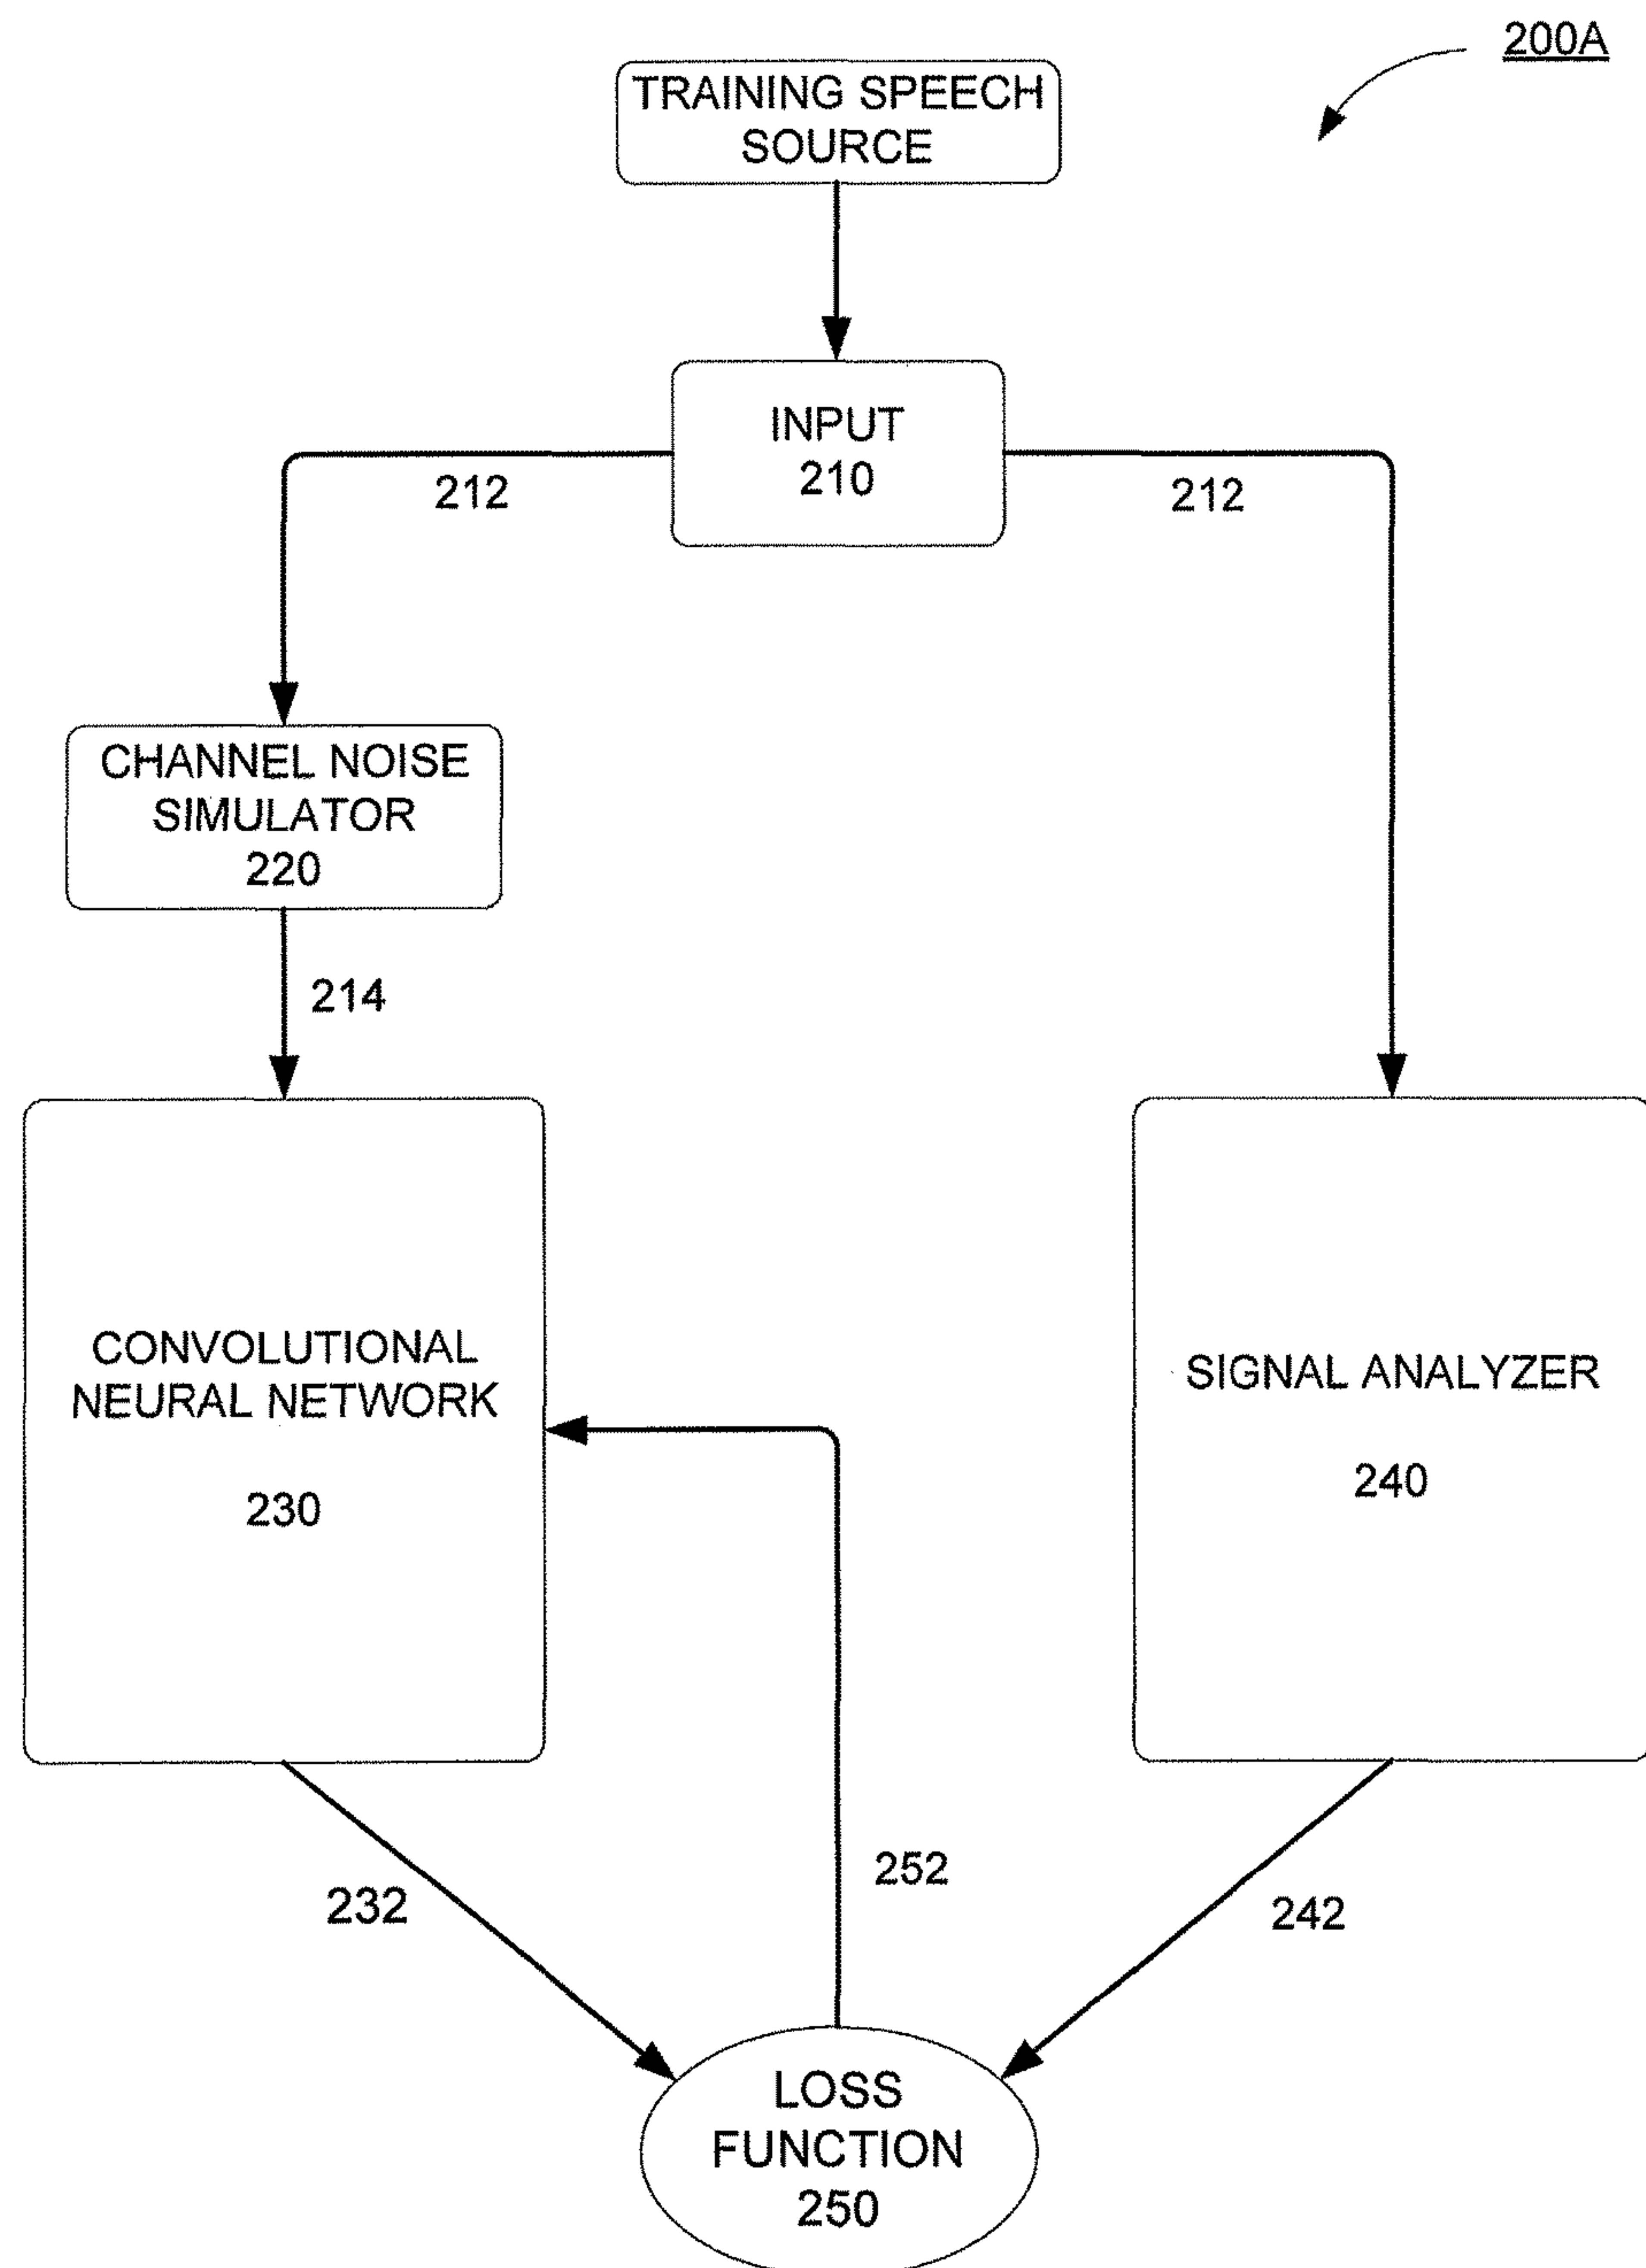 200A
TRAINING SPEECH
SOURCE
INPUT
210
212
212
CHANNEL NOISE
SIMULATOR
220
214
CONVOLUTIONAL
NEURAL NETWORK
230
SIGNAL ANALYZER
240
232
252
242
LOSS
FUNCTION
250